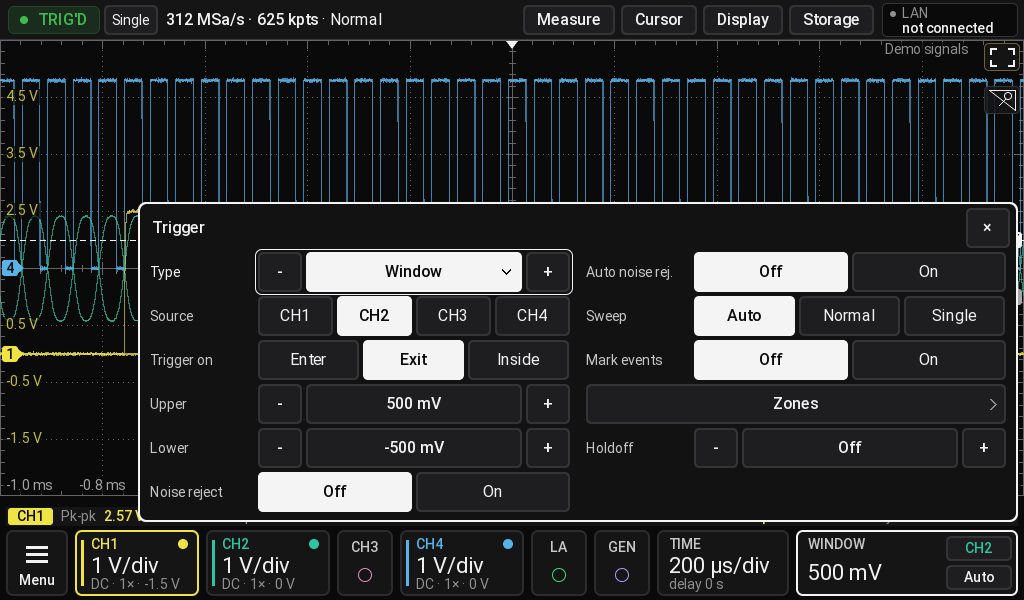 TRIG'D Single 312 MSa/s · 625 kpts · Normal Measure Cursor Display Storage LAN
not connected
Demo signals
4.5 V
3.5 V
2.5 V
Trigger ×
Type - Window + Auto noise rej. Off On
4
Source CH1 CH2 CH3 CH4 Sweep Auto Normal Single
0.5 V
1
Trigger on Enter Exit Inside Mark events Off On
-0.5 V
Upper - 500 mV + Zones
-1.5 V
Lower - -500 mV + Holdoff - Off +
-1.0 ms -0.8 ms
Noise reject Off On
CH1 Pk-pk 2.57
Menu
CH1
1 V/div
DC · 1× · -1.5 V
CH2
1 V/div
DC · 1× · 0 V
CH3
CH4
1 V/div
DC · 1× · 0 V
LA
GEN
TIME
200 µs/div
delay 0 s
WINDOW CH2
500 mV Auto